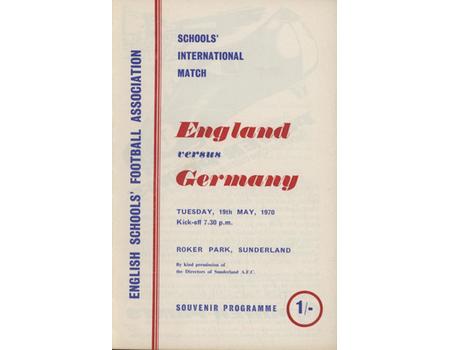 ENGLISH SCHOOLS' FOOTBALL ASSOCIATION
SCHOOLS'
INTERNATIONAL
MATCH
England
versus
Germany
TUESDAY, 19th MAY, 1970
Kick-off 7.30 p.m.
ROKER PARK, SUNDERLAND
By kind permission of
the Directors of Sunderland A.F.C.
SOUVENIR PROGRAMME
1/-